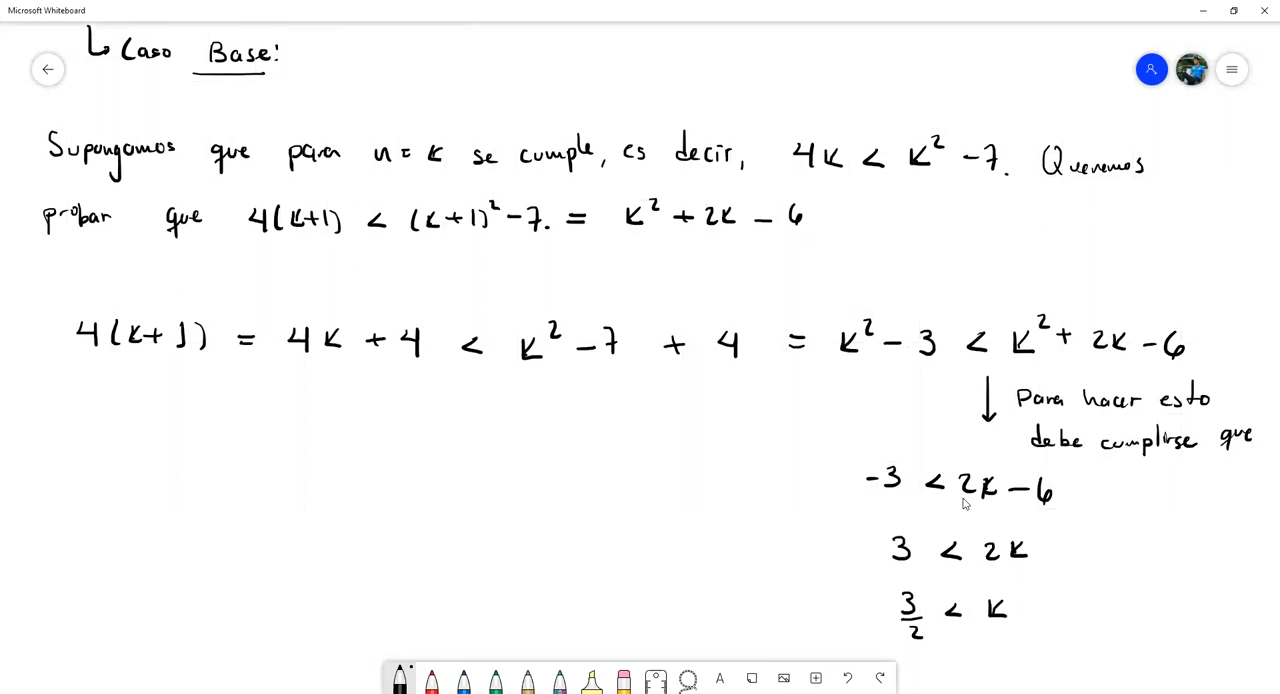 Microsoft Whiteboard
↳ Caso Base:
Supongamos que para n = k se cumple, es decir, 4k < k² - 7. Queremos
probar que 4(k+1) < (k+1)² - 7. = k² + 2k - 6
4(k+1) = 4k + 4 < k² - 7 + 4 = k² - 3 < k² + 2k - 6
↓ Para hacer esto
debe cumplirse que
-3 < 2k - 6
3 < 2k
3/2 < k
A